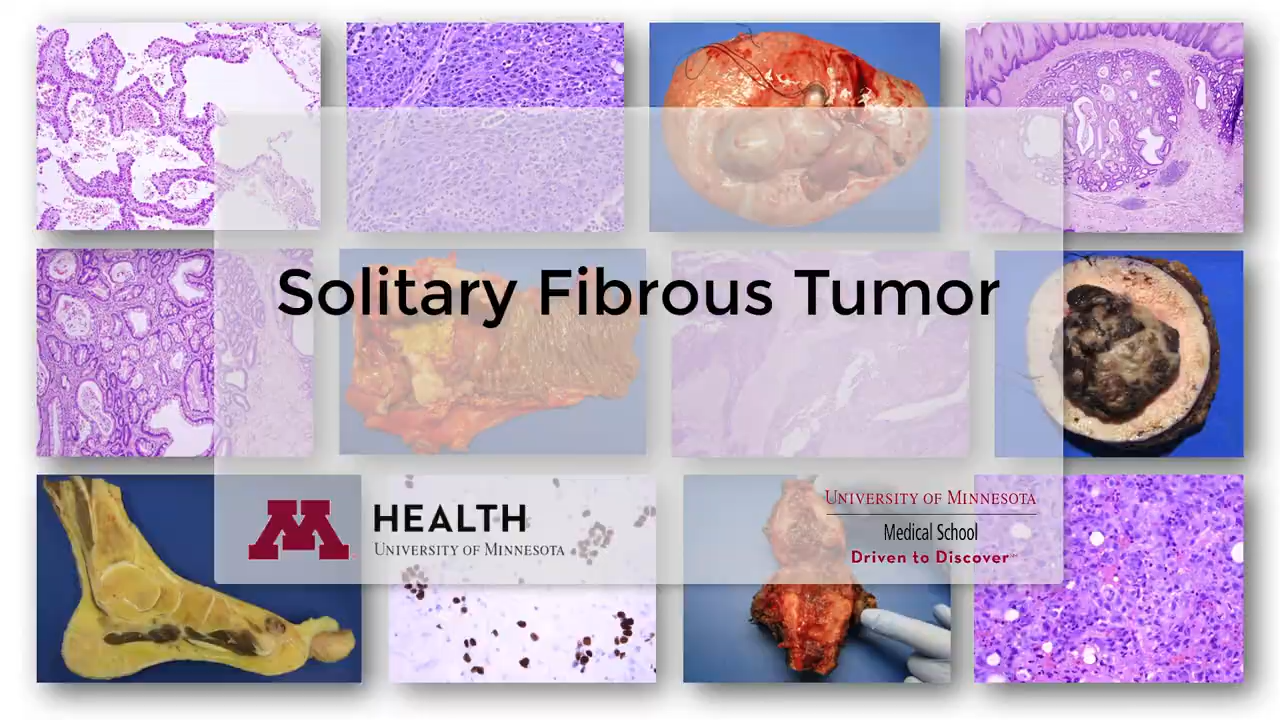 Solitary Fibrous Tumor
M HEALTH
UNIVERSITY OF MINNESOTA
UNIVERSITY OF MINNESOTA
Medical School
Driven to Discover